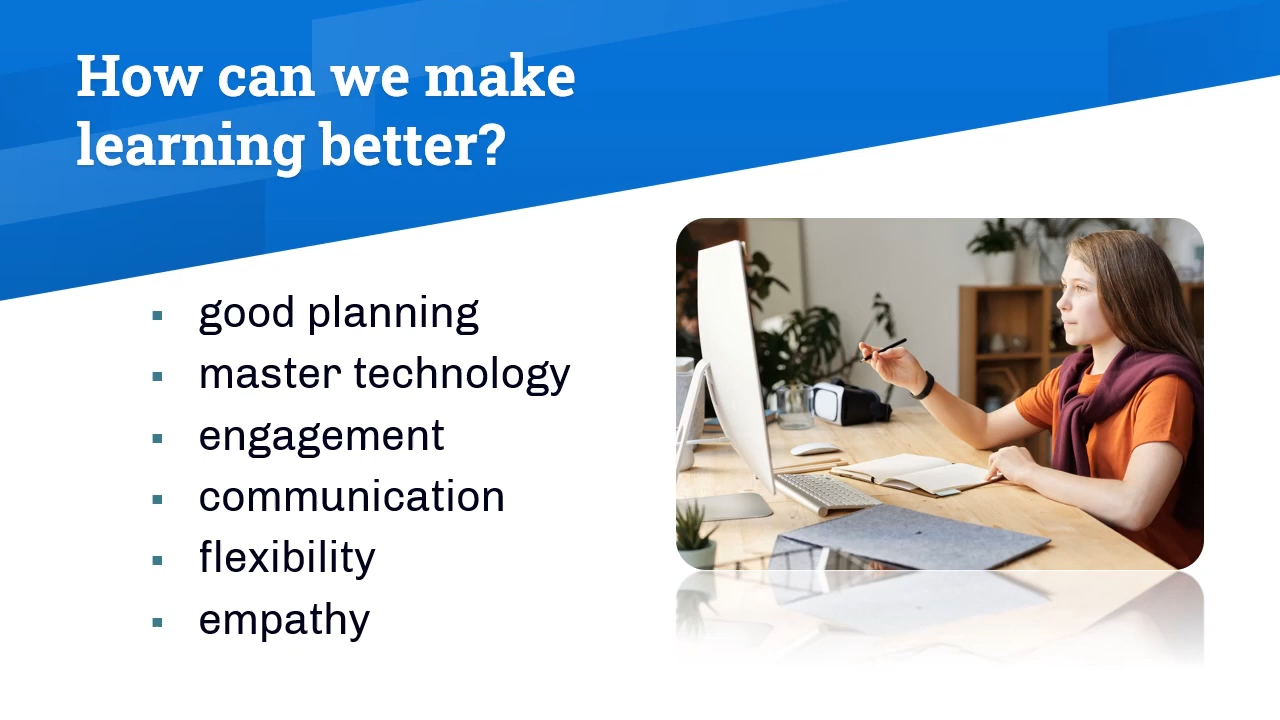 How can we make
learning better?
good planning
master technology
engagement
communication
flexibility
empathy